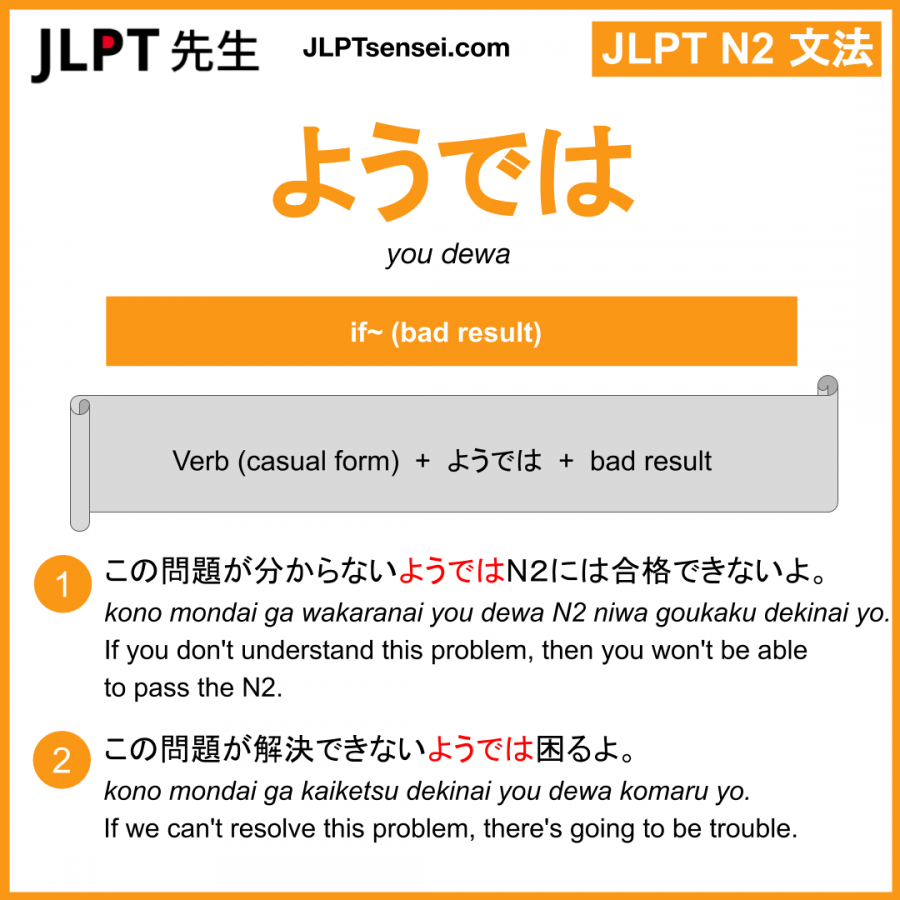 JLPT 先生
JLPTsensei.com
JLPT N2 文法
ようでは
you dewa
if~ (bad result)
Verb (casual form) + ようでは + bad result
1
この問題が分からないようではN２には合格できないよ。
kono mondai ga wakaranai you dewa N2 niwa goukaku dekinai yo.
If you don't understand this problem, then you won't be able
to pass the N2.
2
この問題が解決できないようでは困るよ。
kono mondai ga kaiketsu dekinai you dewa komaru yo.
If we can't resolve this problem, there's going to be trouble.